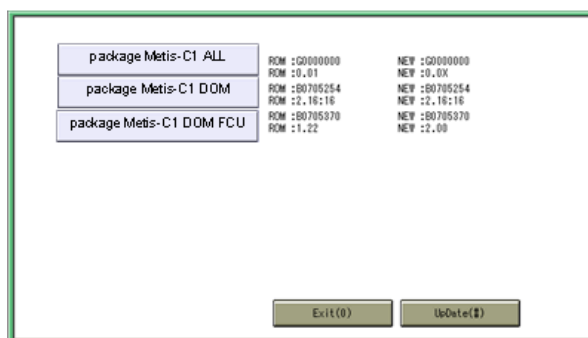 package Metis-C1 ALL
ROM :G0000000 NEW :G0000000
ROM :0.01 NEW :0.0X
package Metis-C1 DOM
ROM :B0705254 NEW :B0705254
ROM :2.16:16 NEW :2.16:16
package Metis-C1 DOM FCU
ROM :B0705370 NEW :B0705370
ROM :1.22 NEW :2.00
Exit(0) UpDate(#)